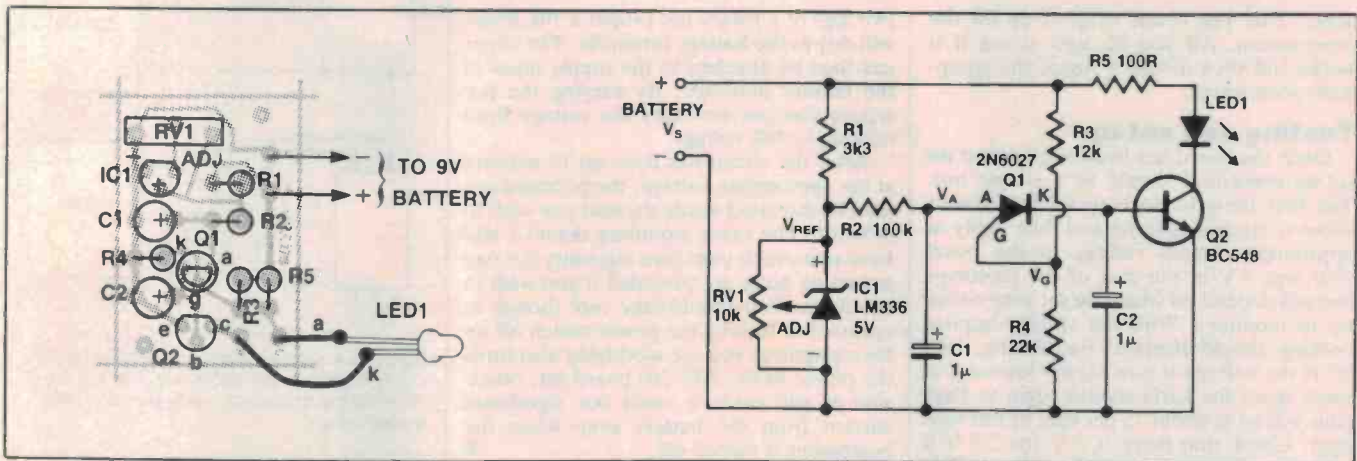 RV1
ADJ
IC1
R1
C1
R2
Q1
k
a
R4
C2
g
R3
R5
e
c
b
Q2
TO 9V
BATTERY
LED1
a
k
+
BATTERY
VS
R1
3k3
VREF
RV1
10k
ADJ
R2 100k
IC1
LM336
5V
VA
2N6027
Q1
A
K
G
VG
C1
1μ
R3
12k
R4
22k
C2
1μ
R5 100R
LED1
Q2
BC548